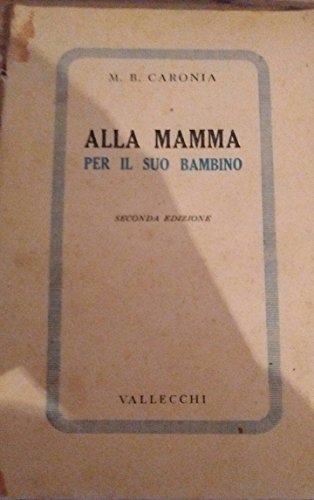 M. B. CARONIA
ALLA MAMMA
PER IL SUO BAMBINO
SECONDA EDIZIONE
VALLECCHI